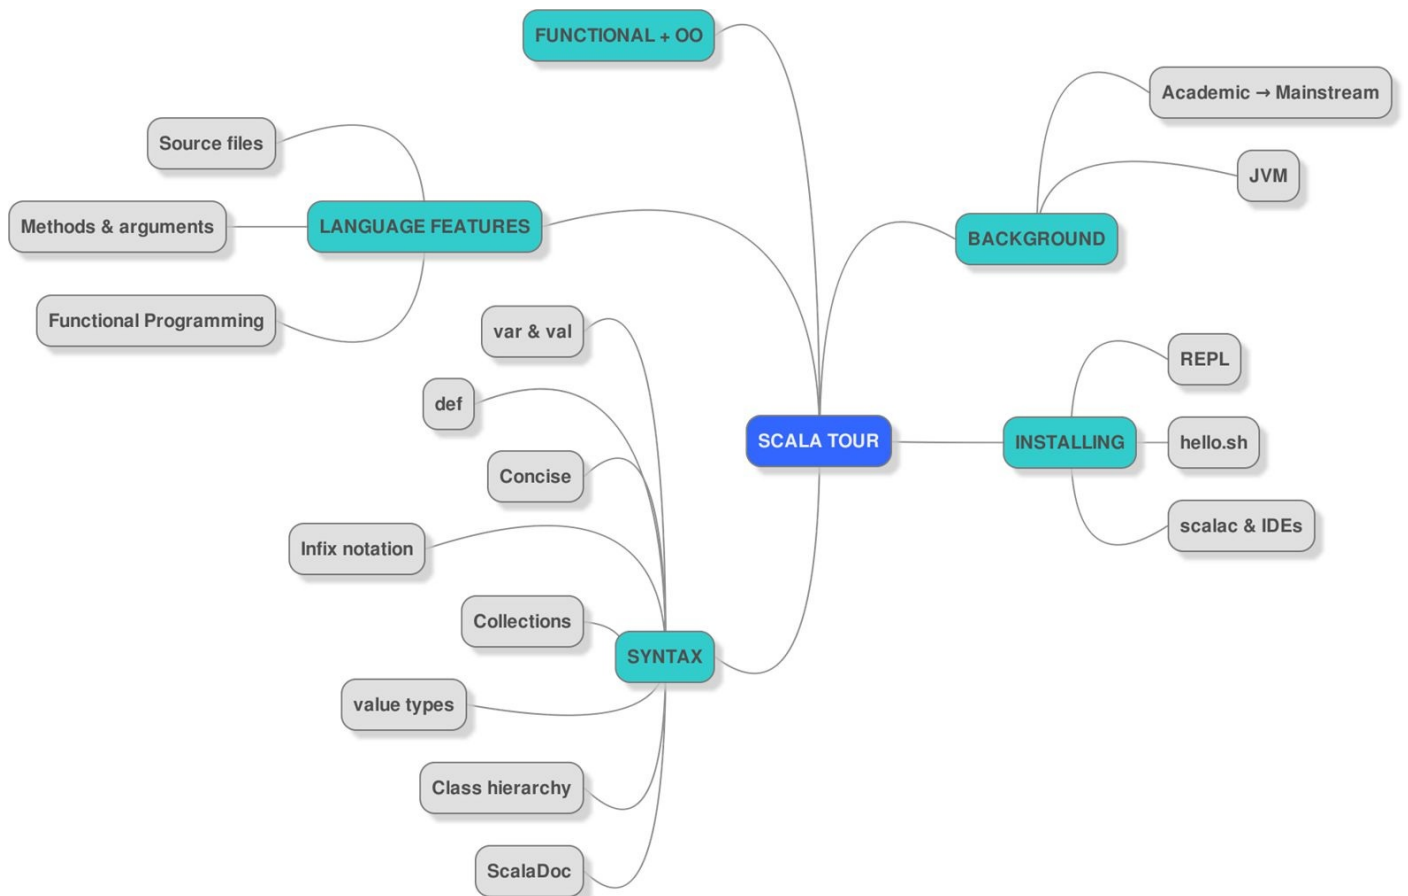 FUNCTIONAL + OO
Academic → Mainstream
Source files
JVM
Methods & arguments
LANGUAGE FEATURES
BACKGROUND
Functional Programming
var & val
REPL
def
SCALA TOUR
INSTALLING
hello.sh
Concise
scalac & IDEs
Infix notation
Collections
SYNTAX
value types
Class hierarchy
ScalaDoc